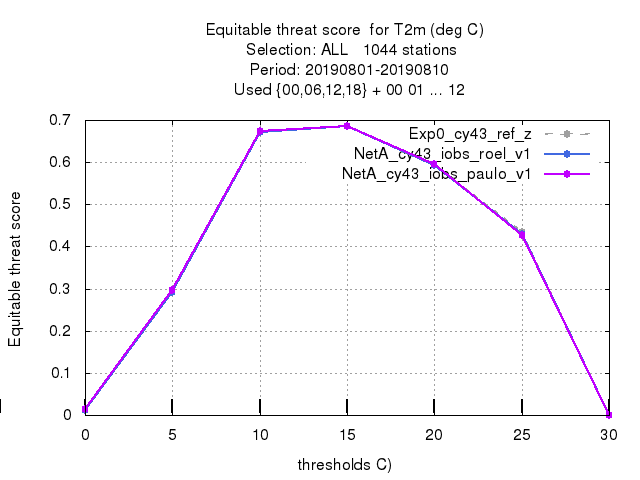 Equitable threat score for T2m (deg C)
Selection: ALL 1044 stations
Period: 20190801-20190810
Used {00,06,12,18} + 00 01 ... 12
Exp0_cy43_ref_z
NetA_cy43_iobs_roel_v1
NetA_cy43_iobs_paulo_v1
Equitable threat score
0.7
0.6
0.5
0.4
0.3
0.2
0.1
0
0 5 10 15 20 25 30
thresholds C)